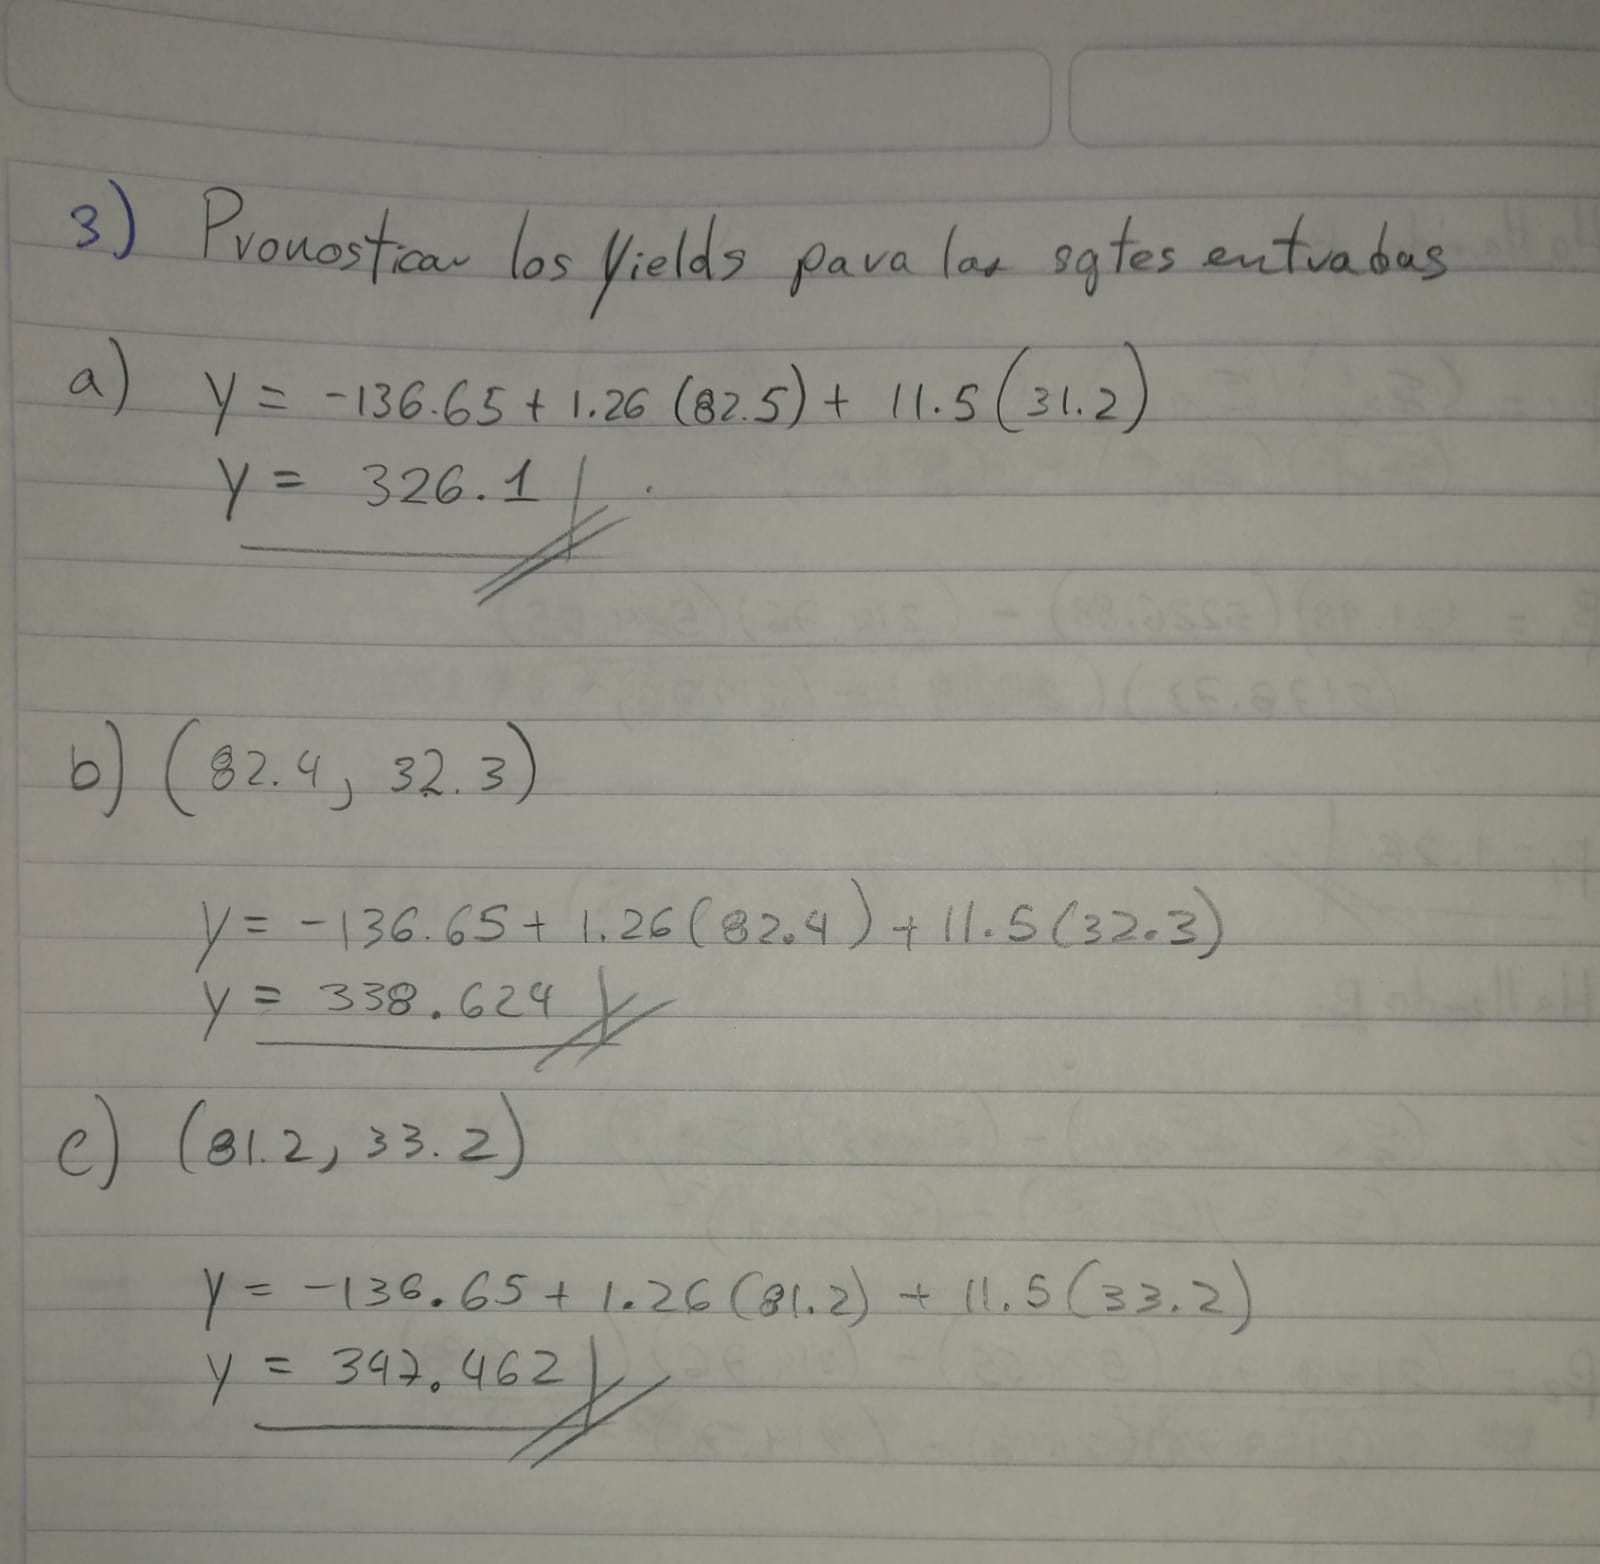 3) Pronosticar los Yields para las sgtes entradas
a) y = -136.65 + 1.26 (82.5) + 11.5 (31.2)
y = 326.1
b) (82.4, 32.3)
y = -136.65 + 1.26 (82.4) + 11.5 (32.3)
y = 338.624
c) (81.2, 33.2)
y = -136.65 + 1.26 (81.2) + 11.5 (33.2)
y = 347.462